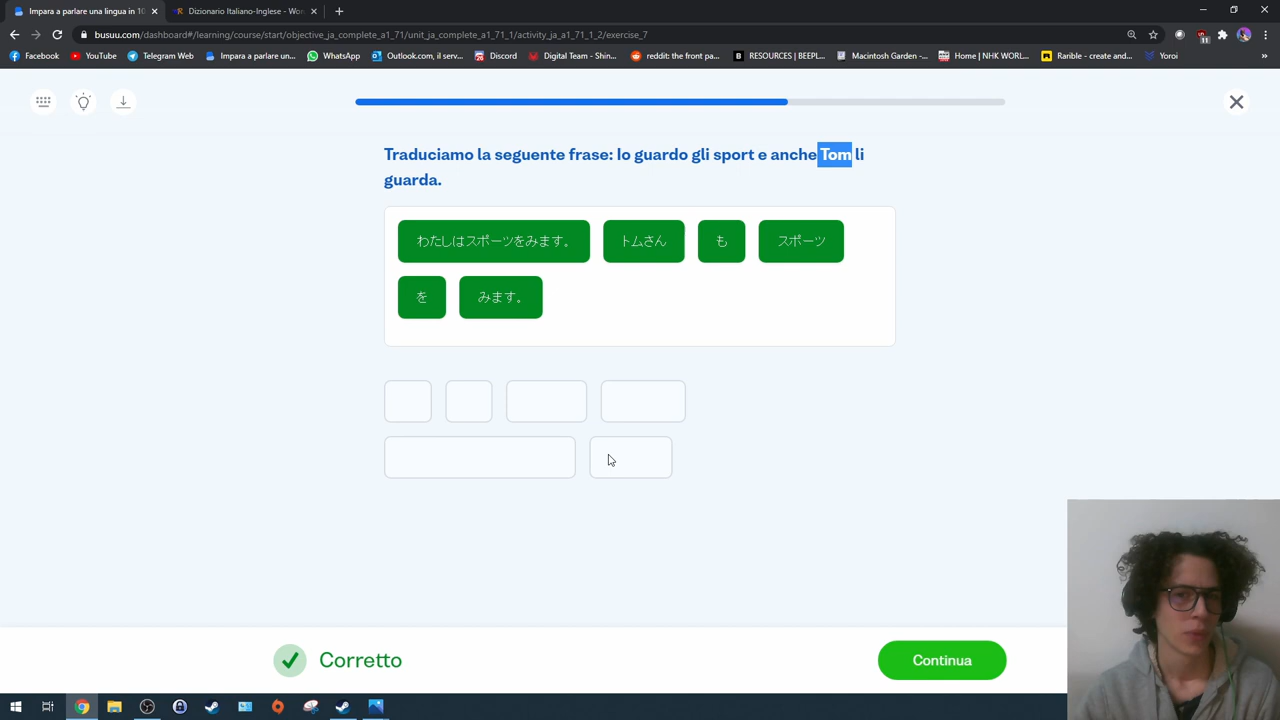 Impara a parlare una lingua in 10
Dizionario Italiano-Inglese - Wor
busuu.com/dashboard#/learning/course/start/objective_ja_complete_a1_71/unit_ja_complete_a1_71_1/activity_ja_a1_71_1_2/exercise_7
11
Facebook YouTube Telegram Web Impara a parlare un... WhatsApp Outlook.com, il serv... Discord Digital Team - Shin... reddit: the front pa... RESOURCES | BEEPL... Macintosh Garden -... Home | NHK WORL... Rarible - create and... Yoroi »
Traduciamo la seguente frase: Io guardo gli sport e anche Tom li
guarda.
わたしはスポーツをみます。 トムさん も スポーツ
を みます。
Corretto
Continua